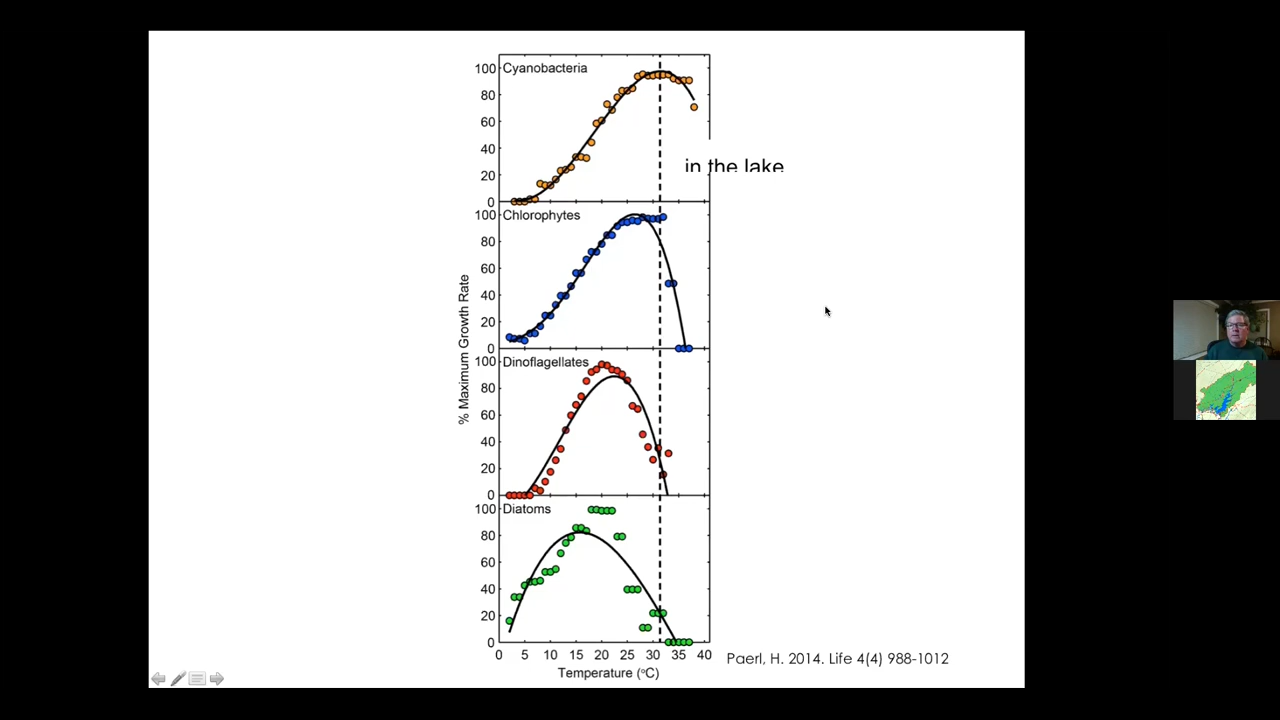 100
Cyanobacteria
80
60
40
in the lake
20
0
100
Chlorophytes
80
60
40
20
0
% Maximum Growth Rate
100
Dinoflagellates
80
60
40
20
0
100
Diatoms
80
60
40
20
0
0 5 10 15 20 25 30 35 40
Temperature (°C)
Paerl, H. 2014. Life 4(4) 988-1012